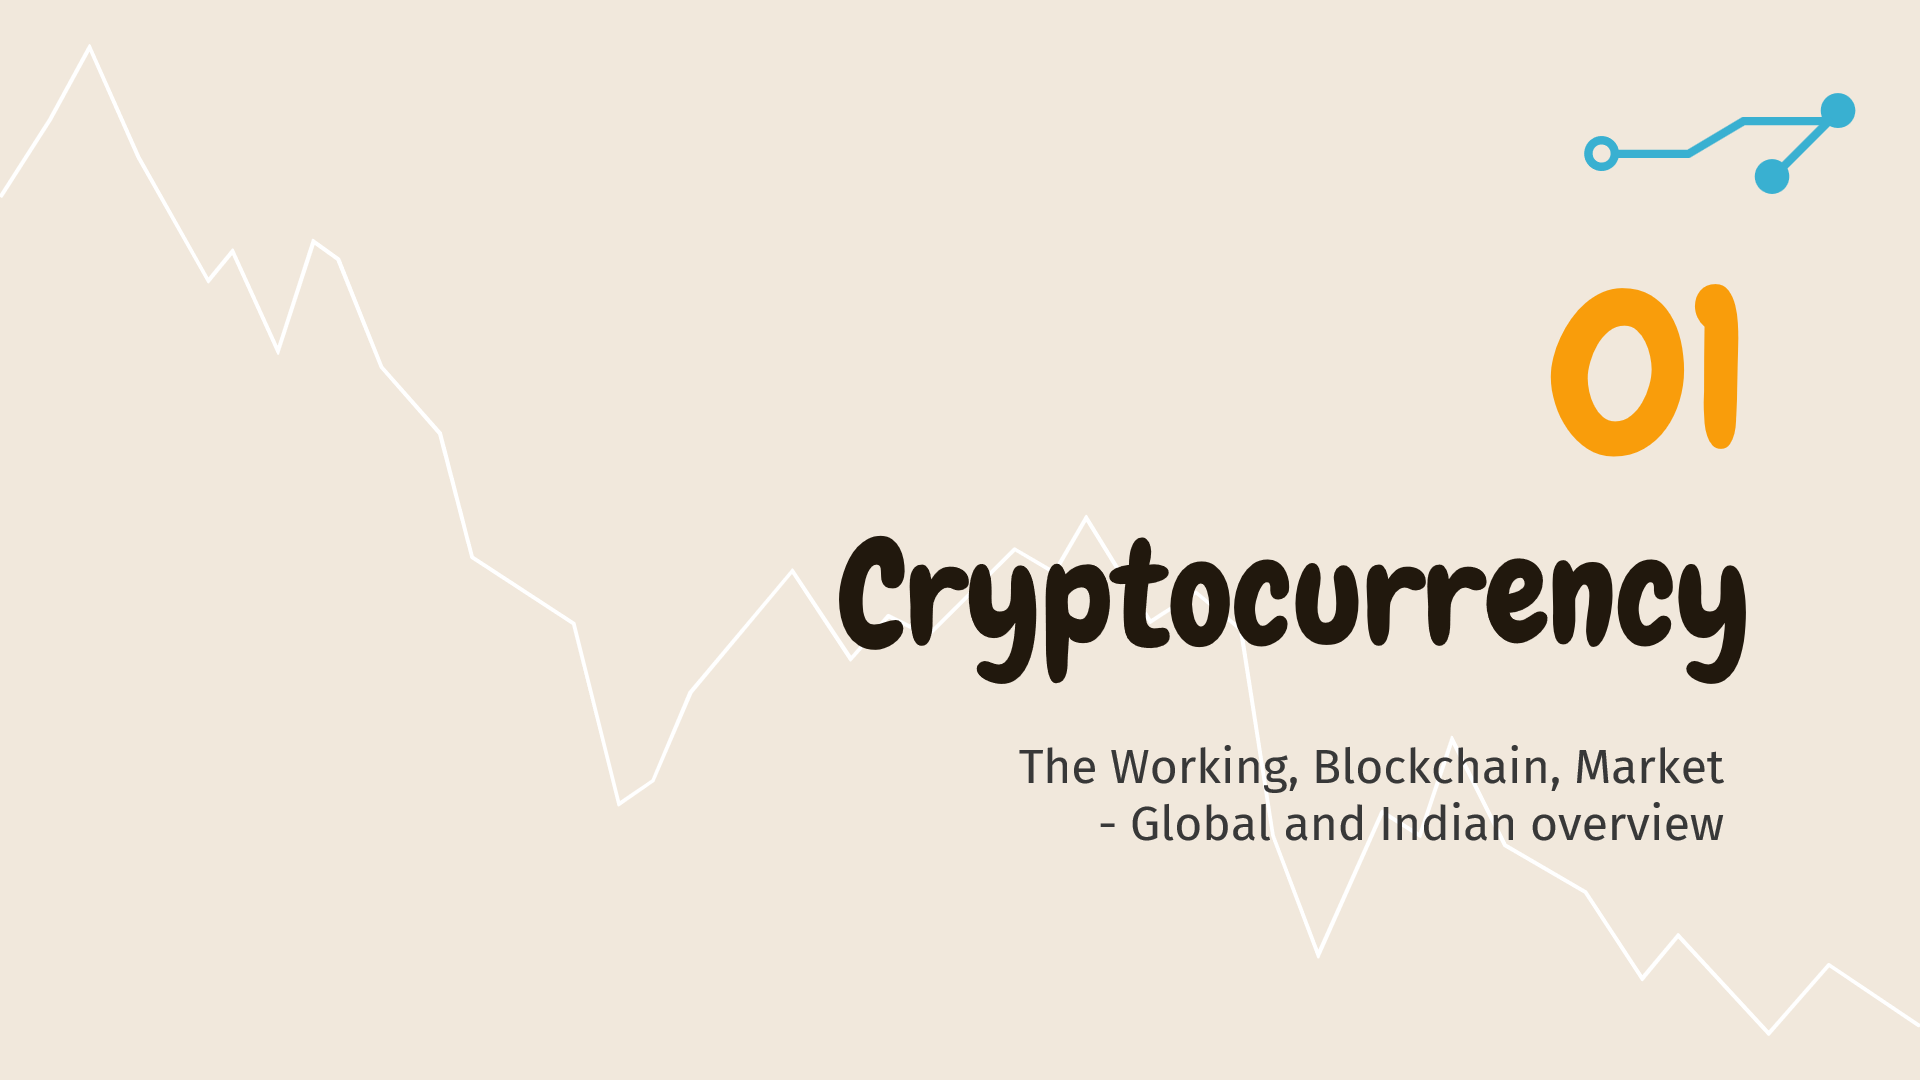 01
Cryptocurrency
The Working, Blockchain, Market
- Global and Indian overview